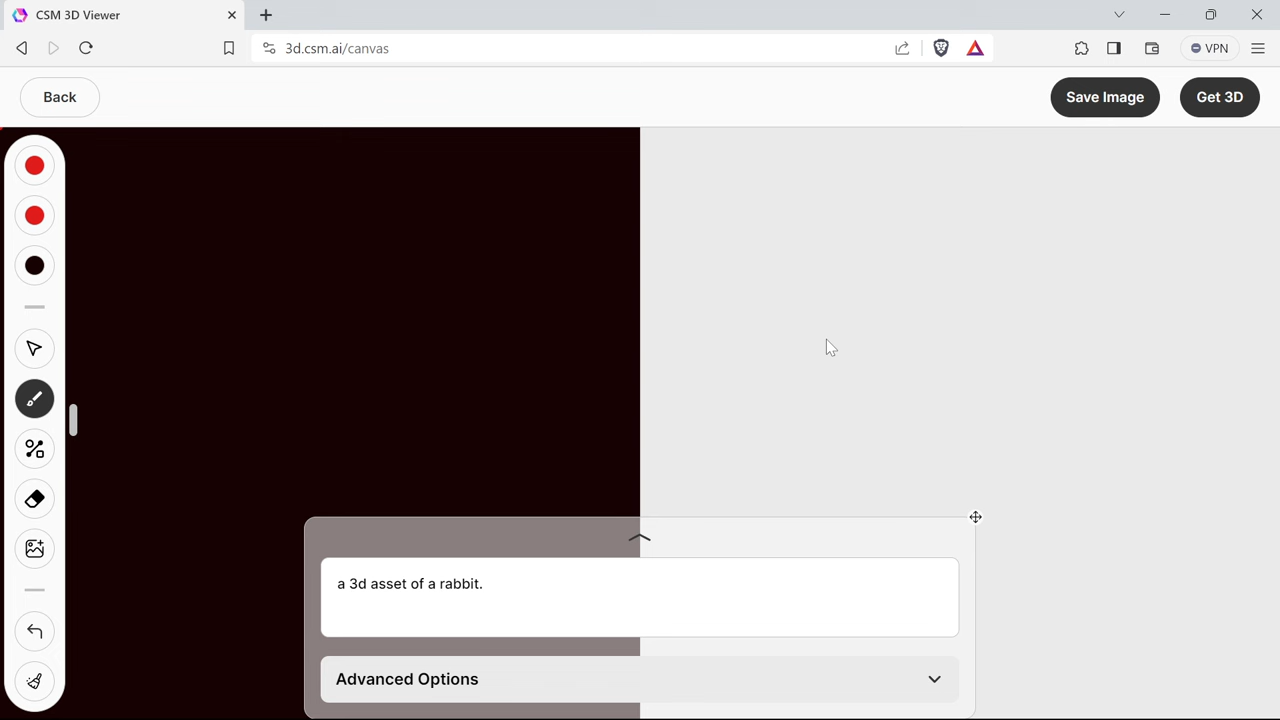 CSM 3D Viewer
3d.csm.ai/canvas
VPN
Back
Save Image
Get 3D
a 3d asset of a rabbit.
Advanced Options